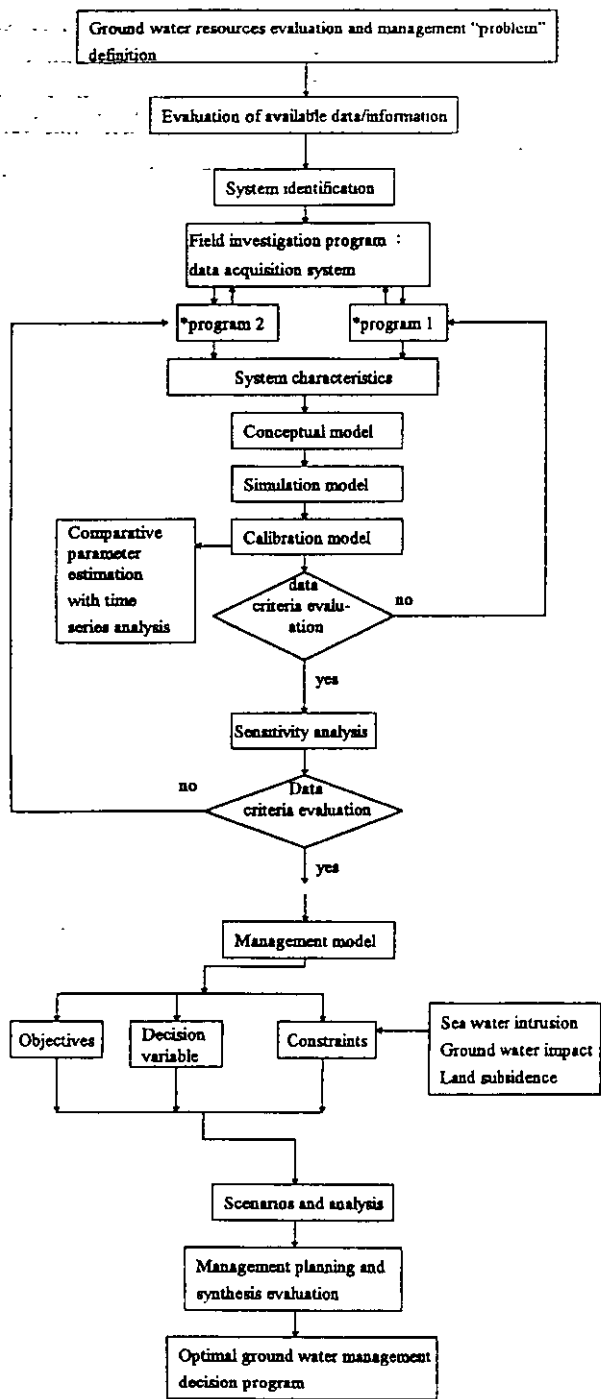 Ground water resources evaluation and management “problem”
definition
Evaluation of available data/information
System identification
Field investigation program :
data acquisition system
*program 2
*program 1
System characteristics
Conceptual model
Simulation model
Calibration model
Comparative
parameter
estimation
with time
series analysis
data
criteria evalu-
ation
no
yes
Sensitivity analysis
no
Data
criteria evaluation
yes
Management model
Objectives
Decision
variable
Constraints
Sea water intrusion
Ground water impact
Land subsidence
Scenarios and analysis
Management planning and
synthesis evaluation
Optimal ground water management
decision program